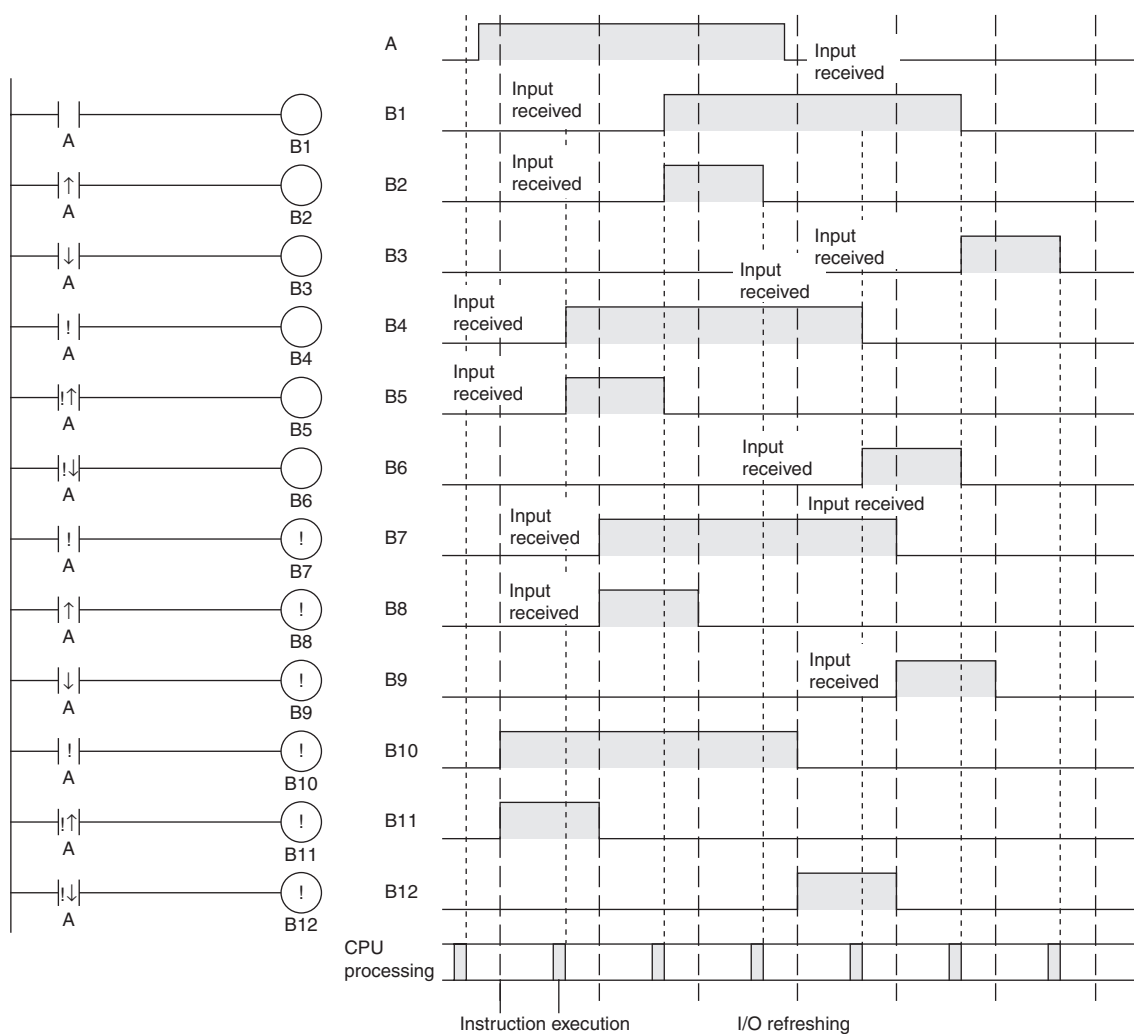 A
Input
received
Input
received
B1
A
B1
Input
received
B2
↑
A
B2
Input
received
B3
↓
A
B3
Input
received
Input
received
B4
!
A
B4
Input
received
B5
!↑
A
B5
Input
received
B6
!↓
A
B6
Input received
Input
received
B7
!
!
A
B7
Input
received
B8
↑
!
A
B8
Input
received
B9
↓
!
A
B9
B10
!
!
A
B10
B11
!↑
!
A
B11
B12
!↓
!
A
B12
CPU
processing
Instruction execution
I/O refreshing